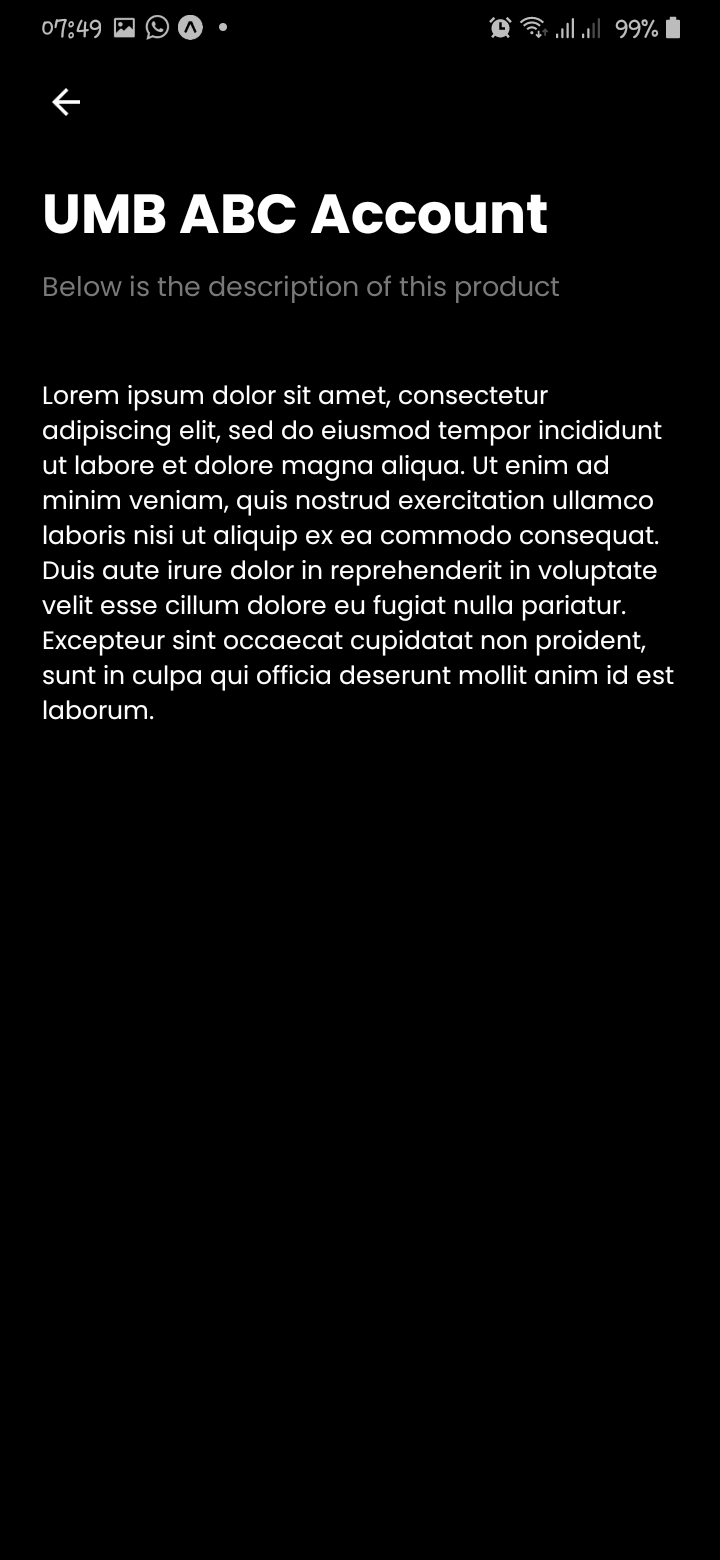 07:49 99%
UMB ABC Account
Below is the description of this product
Lorem ipsum dolor sit amet, consectetur
adipiscing elit, sed do eiusmod tempor incididunt
ut labore et dolore magna aliqua. Ut enim ad
minim veniam, quis nostrud exercitation ullamco
laboris nisi ut aliquip ex ea commodo consequat.
Duis aute irure dolor in reprehenderit in voluptate
velit esse cillum dolore eu fugiat nulla pariatur.
Excepteur sint occaecat cupidatat non proident,
sunt in culpa qui officia deserunt mollit anim id est
laborum.